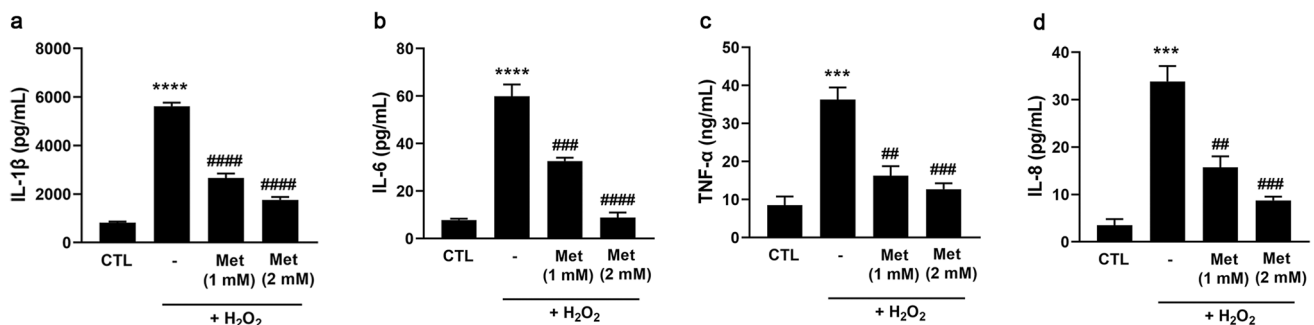 a
IL-1β (pg/mL)
8000
6000
4000
2000
0
****
####
####
CTL
-
Met
(1 mM)
Met
(2 mM)
+ H₂O₂
b
IL-6 (pg/mL)
80
60
40
20
0
****
###
####
CTL
-
Met
(1 mM)
Met
(2 mM)
+ H₂O₂
c
TNF-α (ng/mL)
50
40
30
20
10
0
***
##
###
CTL
-
Met
(1 mM)
Met
(2 mM)
+ H₂O₂
d
IL-8 (pg/mL)
40
30
20
10
0
***
##
###
CTL
-
Met
(1 mM)
Met
(2 mM)
+ H₂O₂